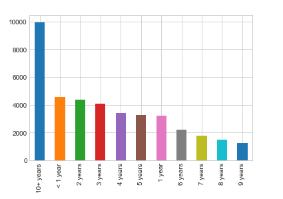 10000
8000
6000
4000
2000
0
10+ years
< 1 year
2 years
3 years
4 years
5 years
1 year
6 years
7 years
8 years
9 years